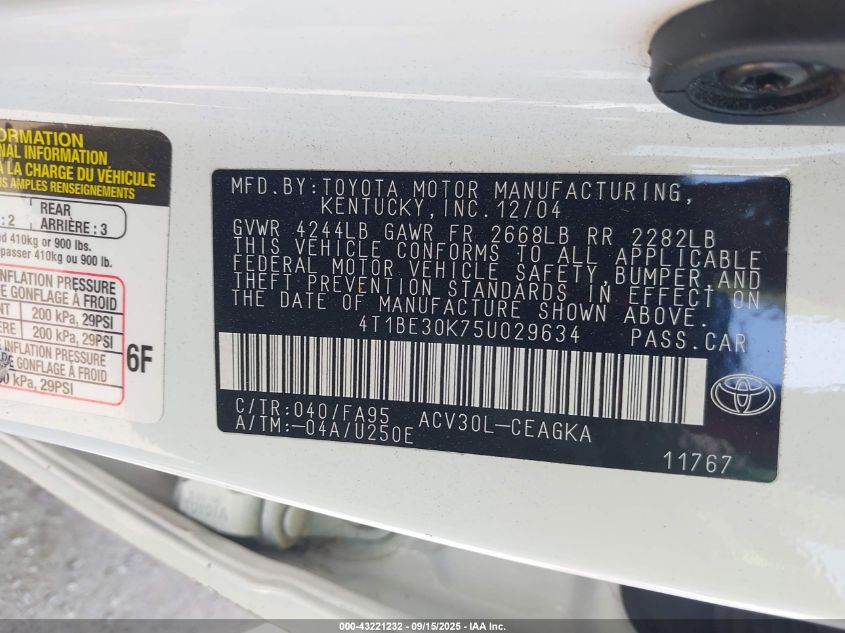 ORMATION
NAL INFORMATION
À LA CHARGE DU VÉHICULE
S AMPLES RENSEIGNEMENTS
: 2
REAR
ARRIÈRE : 3
d 410kg or 900 lbs.
passer 410kg ou 900 lb.
INFLATION PRESSURE
E GONFLAGE À FROID
NT 200 kPa, 29PSI
ÈRE 200 kPa, 29PSI
INFLATION PRESSURE
DE GONFLAGE À FROID
0 kPa, 29PSI
6F
MFD.BY:TOYOTA MOTOR MANUFACTURING,
KENTUCKY,INC.12/04
GVWR 4244LB GAWR FR 2668LB RR 2282LB
THIS VEHICLE CONFORMS TO ALL APPLICABLE
FEDERAL MOTOR VEHICLE SAFETY,BUMPER,AND
THEFT PREVENTION STANDARDS IN EFFECT ON
THE DATE OF MANUFACTURE SHOWN ABOVE.
4T1BE30K75U029634 PASS.CAR
C/TR:040/FA95 ACV30L-CEAGKA
A/TM:-04A/U250E
11767
TOYOTA
000-43221232 - 09/15/2025 - IAA Inc.